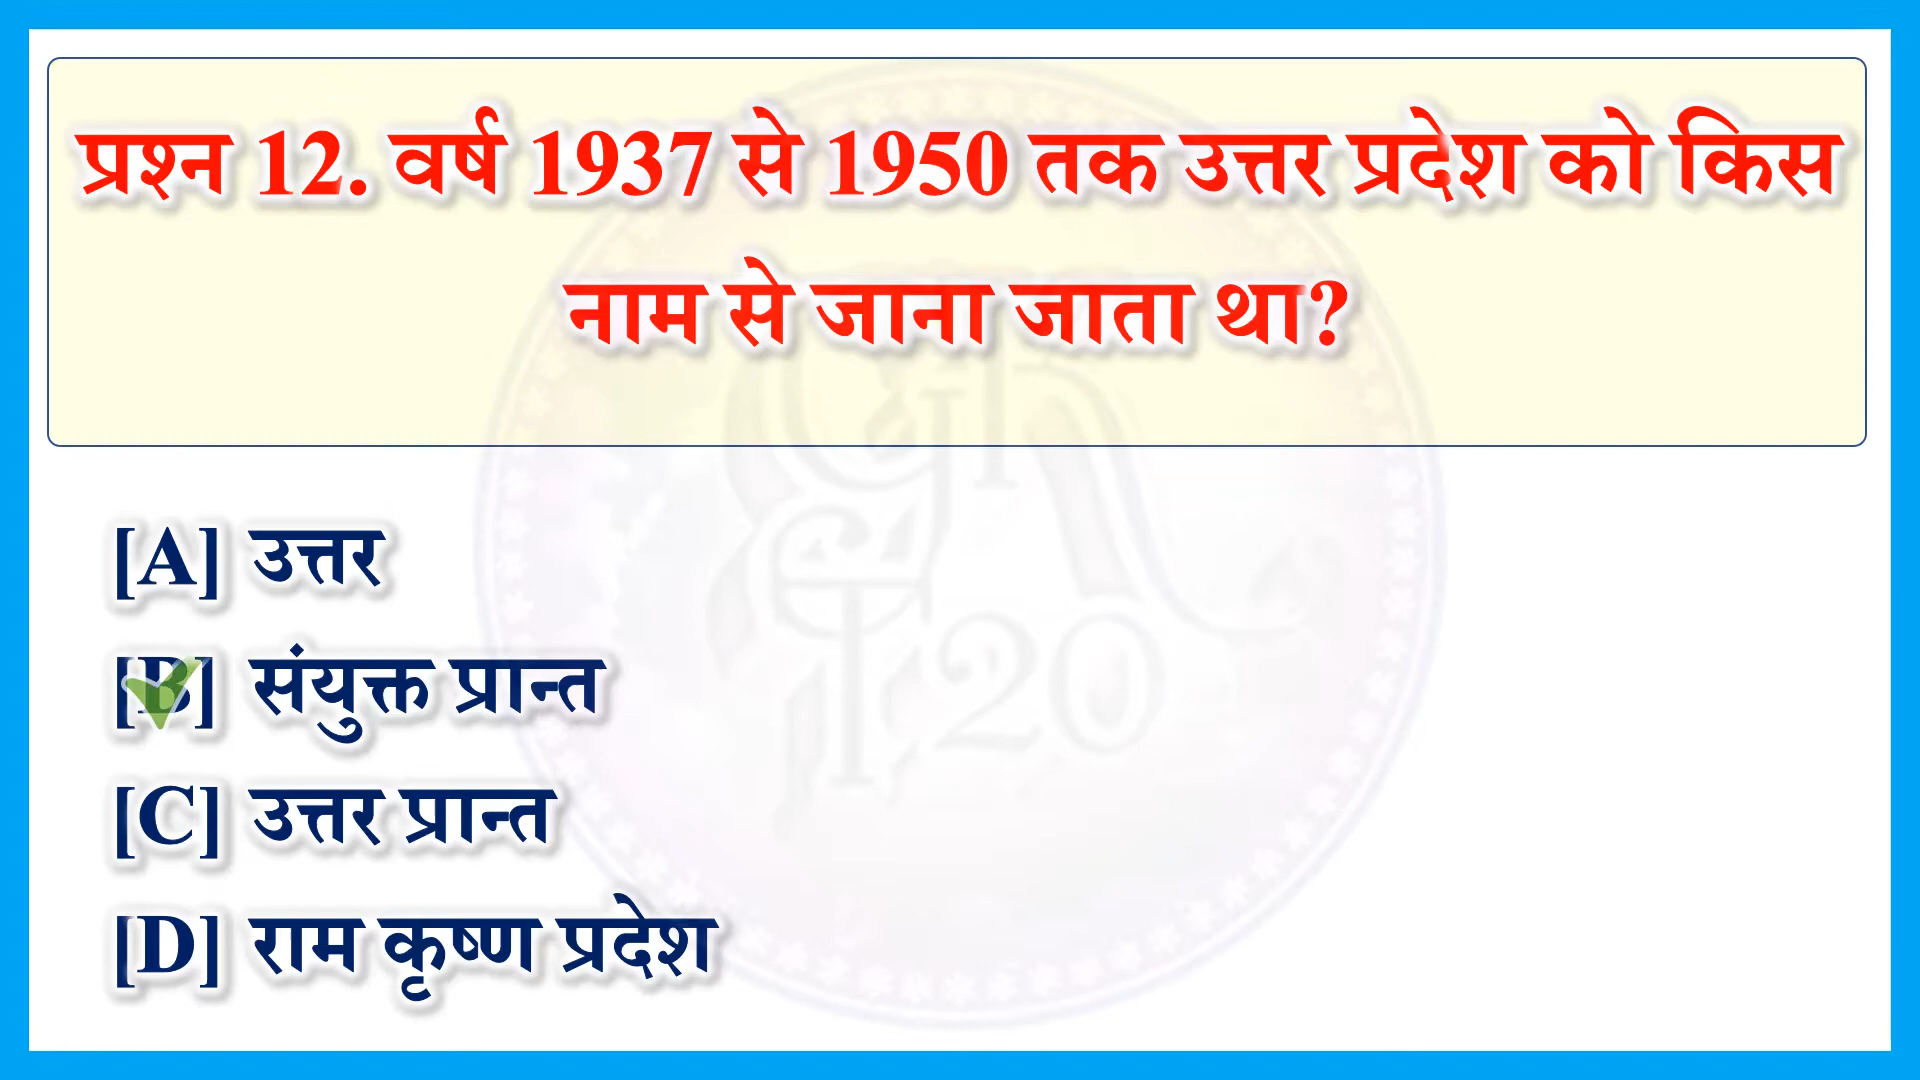 प्रश्न 12. वर्ष 1937 से 1950 तक उत्तर प्रदेश को किस
नाम से जाना जाता था?
[A] उत्तर
[B] संयुक्त प्रान्त
[C] उत्तर प्रान्त
[D] राम कृष्ण प्रदेश